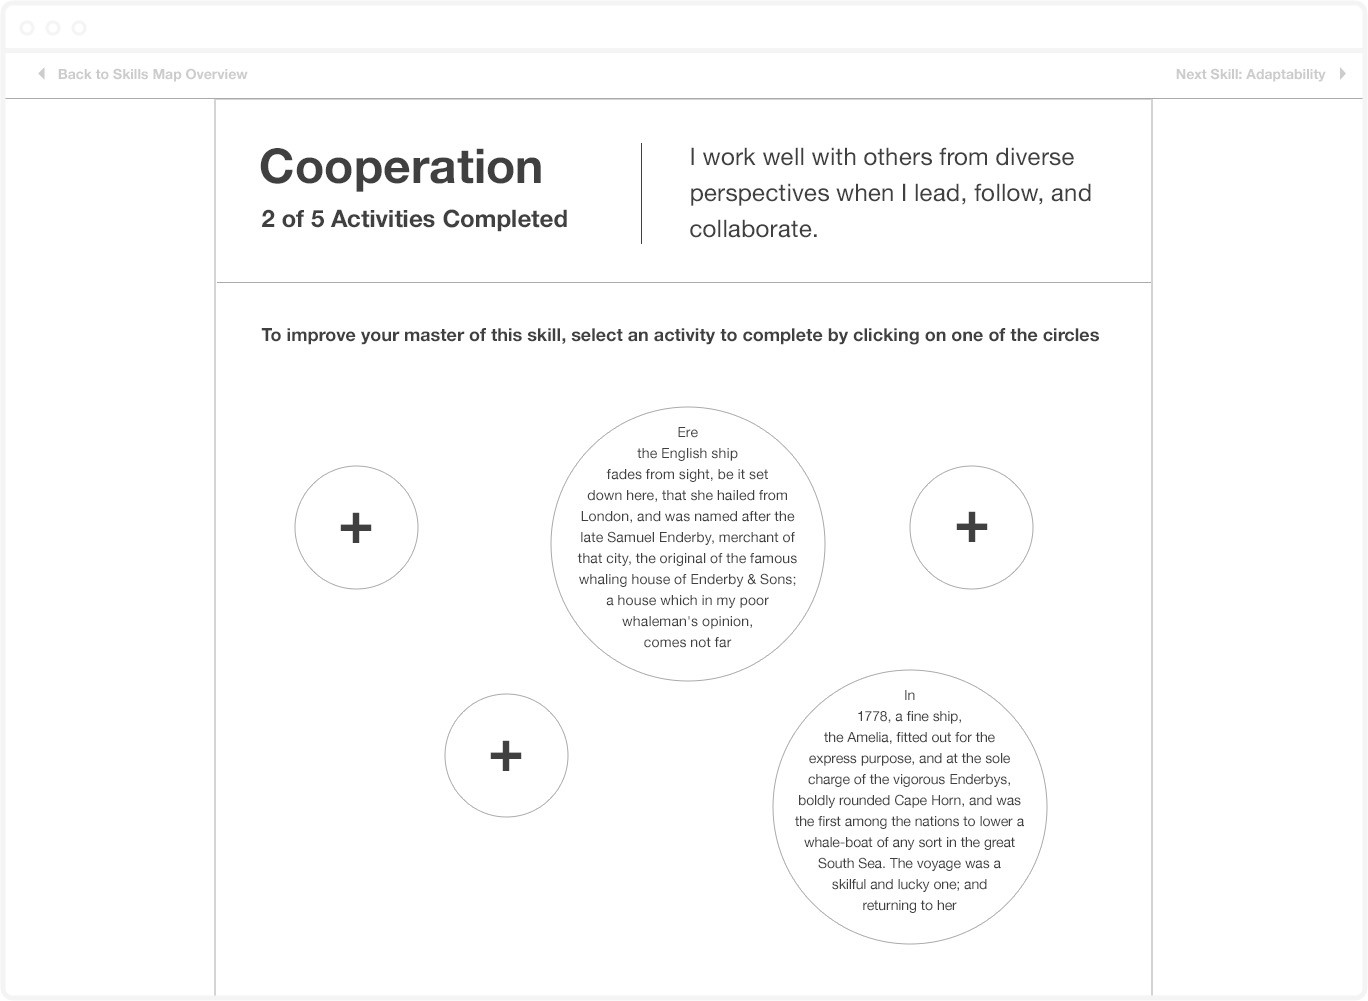 Back to Skills Map Overview
Next Skill: Adaptability
Cooperation
2 of 5 Activities Completed
I work well with others from diverse
perspectives when I lead, follow, and
collaborate.
To improve your master of this skill, select an activity to complete by clicking on one of the circles
+
Ere
the English ship
fades from sight, be it set
down here, that she hailed from
London, and was named after the
late Samuel Enderby, merchant of
that city, the original of the famous
whaling house of Enderby & Sons;
a house which in my poor
whaleman's opinion,
comes not far
+
+
In
1778, a fine ship,
the Amelia, fitted out for the
express purpose, and at the sole
charge of the vigorous Enderbys,
boldly rounded Cape Horn, and was
the first among the nations to lower a
whale-boat of any sort in the great
South Sea. The voyage was a
skilful and lucky one; and
returning to her